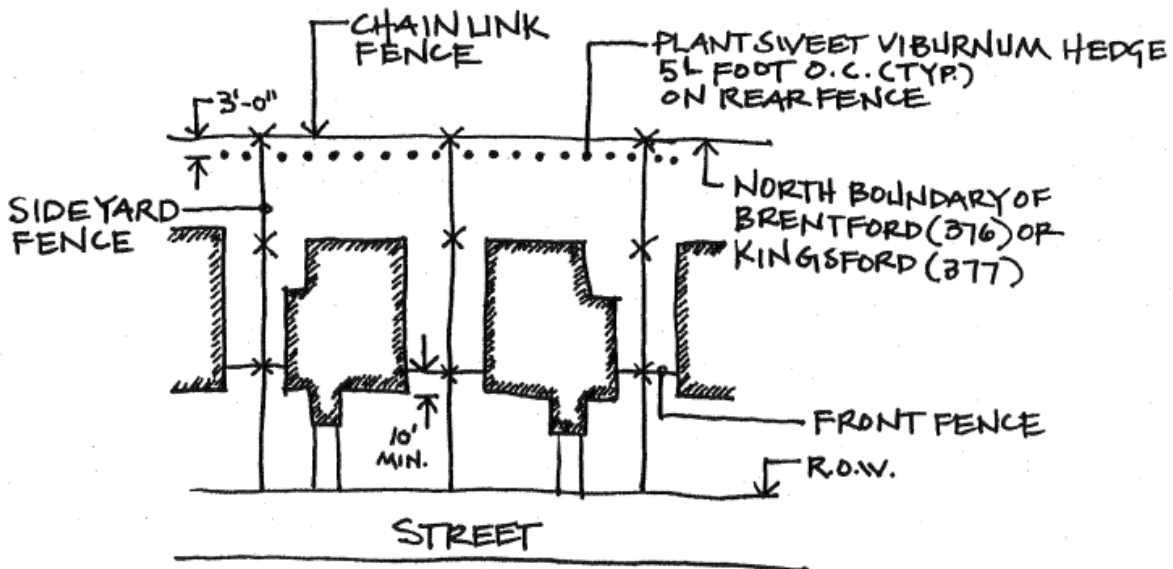 CHAIN LINK
FENCE
PLANT SWEET VIBURNUM HEDGE
5' FOOT O.C. (TYP.)
ON REAR FENCE
3'-0"
SIDEYARD
FENCE
NORTH BOUNDARY OF
BRENTFORD (376) OR
KINGSFORD (377)
10'
MIN.
FRONT FENCE
R.O.W.
STREET